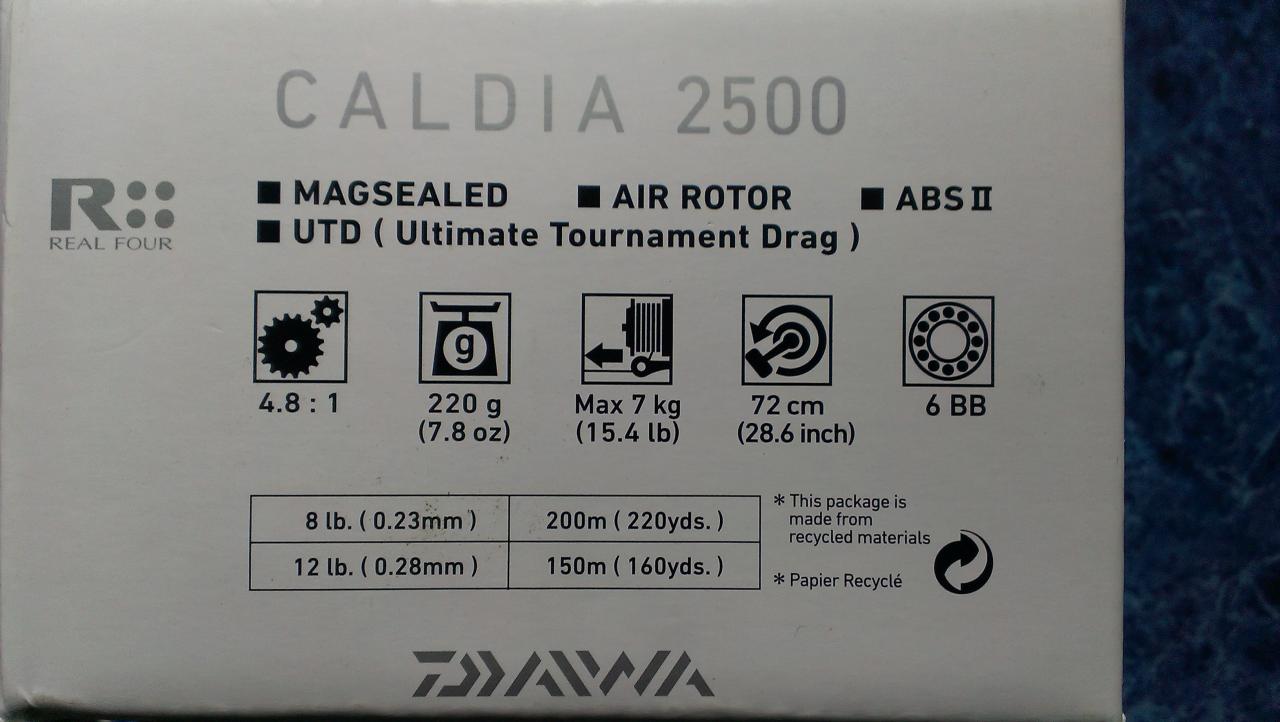 CALDIA 2500
R
REAL FOUR
■ MAGSEALED ■ AIR ROTOR ■ ABS II
■ UTD ( Ultimate Tournament Drag )
g
4.8 : 1 220 g Max 7 kg 72 cm 6 BB
(7.8 oz) (15.4 lb) (28.6 inch)
8 lb. ( 0.23mm ) 200m ( 220yds. )
12 lb. ( 0.28mm ) 150m ( 160yds. )
* This package is
made from
recycled materials
* Papier Recyclé
DAIWA